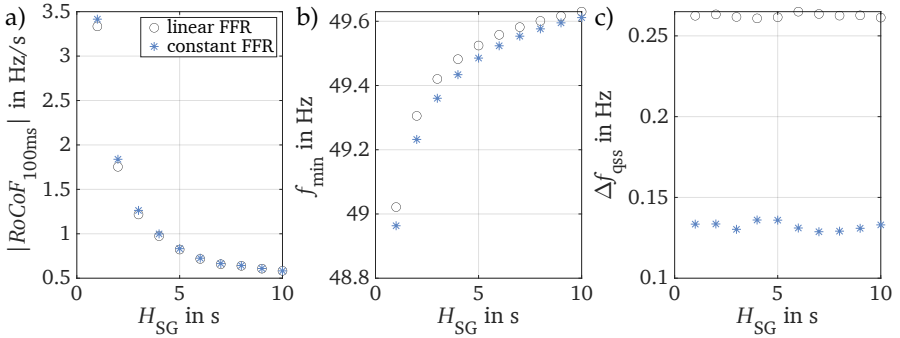 a)
|RoCoF100ms| in Hz/s
3.5
3
2.5
2
1.5
1
0.5
0
5
10
HSG in s
linear FFR
constant FFR
b)
fmin in Hz
49.6
49.4
49.2
49
48.8
0
5
10
HSG in s
c)
Δfqss in Hz
0.25
0.2
0.15
0.1
0
5
10
HSG in s